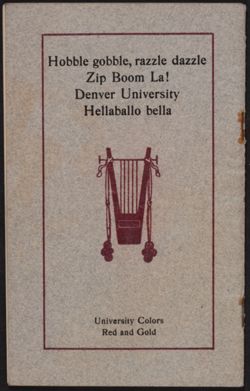 Hobble gobble, razzle dazzle
Zip Boom La!
Denver University
Hellaballo bella
University Colors
Red and Gold